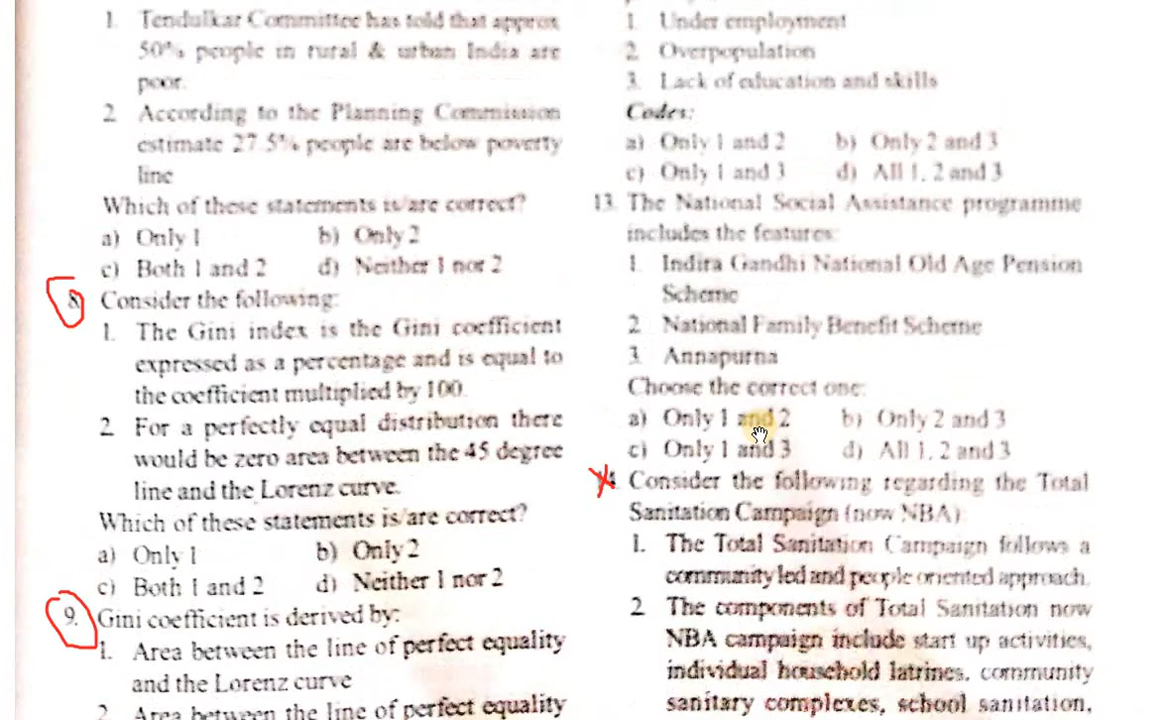 1. Tendulkar Committee has told that approx
50% people in rural & urban India are
poor.
2 According to the Planning Commission
estimate 27.5% people are below poverty
line
Which of these statements is/are correct?
a) Only 1 b) Only 2
c) Both 1 and 2 d) Neither 1 nor 2
8. Consider the following:
1. The Gini index is the Gini coefficient
expressed as a percentage and is equal to
the coefficient multiplied by 100.
2 For a perfectly equal distribution there
would be zero area between the 45 degree
line and the Lorenz curve.
Which of these statements is/are correct?
a) Only 1 b) Only 2
c) Both 1 and 2 d) Neither 1 nor 2
9. Gini coefficient is derived by:
1. Area between the line of perfect equality
and the Lorenz curve
2. Area between the line of perfect equality
1. Under employment
2. Overpopulation
3. Lack of education and skills
Codes:
a) Only 1 and 2 b) Only 2 and 3
c) Only 1 and 3 d) All 1, 2 and 3
13. The National Social Assistance programme
includes the features:
1. Indira Gandhi National Old Age Pension
Scheme
2. National Family Benefit Scheme
3. Annapurna
Choose the correct one:
a) Only 1 and 2 b) Only 2 and 3
c) Only 1 and 3 d) All 1, 2 and 3
Consider the following regarding the Total
Sanitation Campaign (now NBA)
1. The Total Sanitation Campaign follows a
community led and people oriented approach.
2 The components of Total Sanitation now
NBA campaign include start up activities,
individual household latrines, community
sanitary complexes, school sanitation,